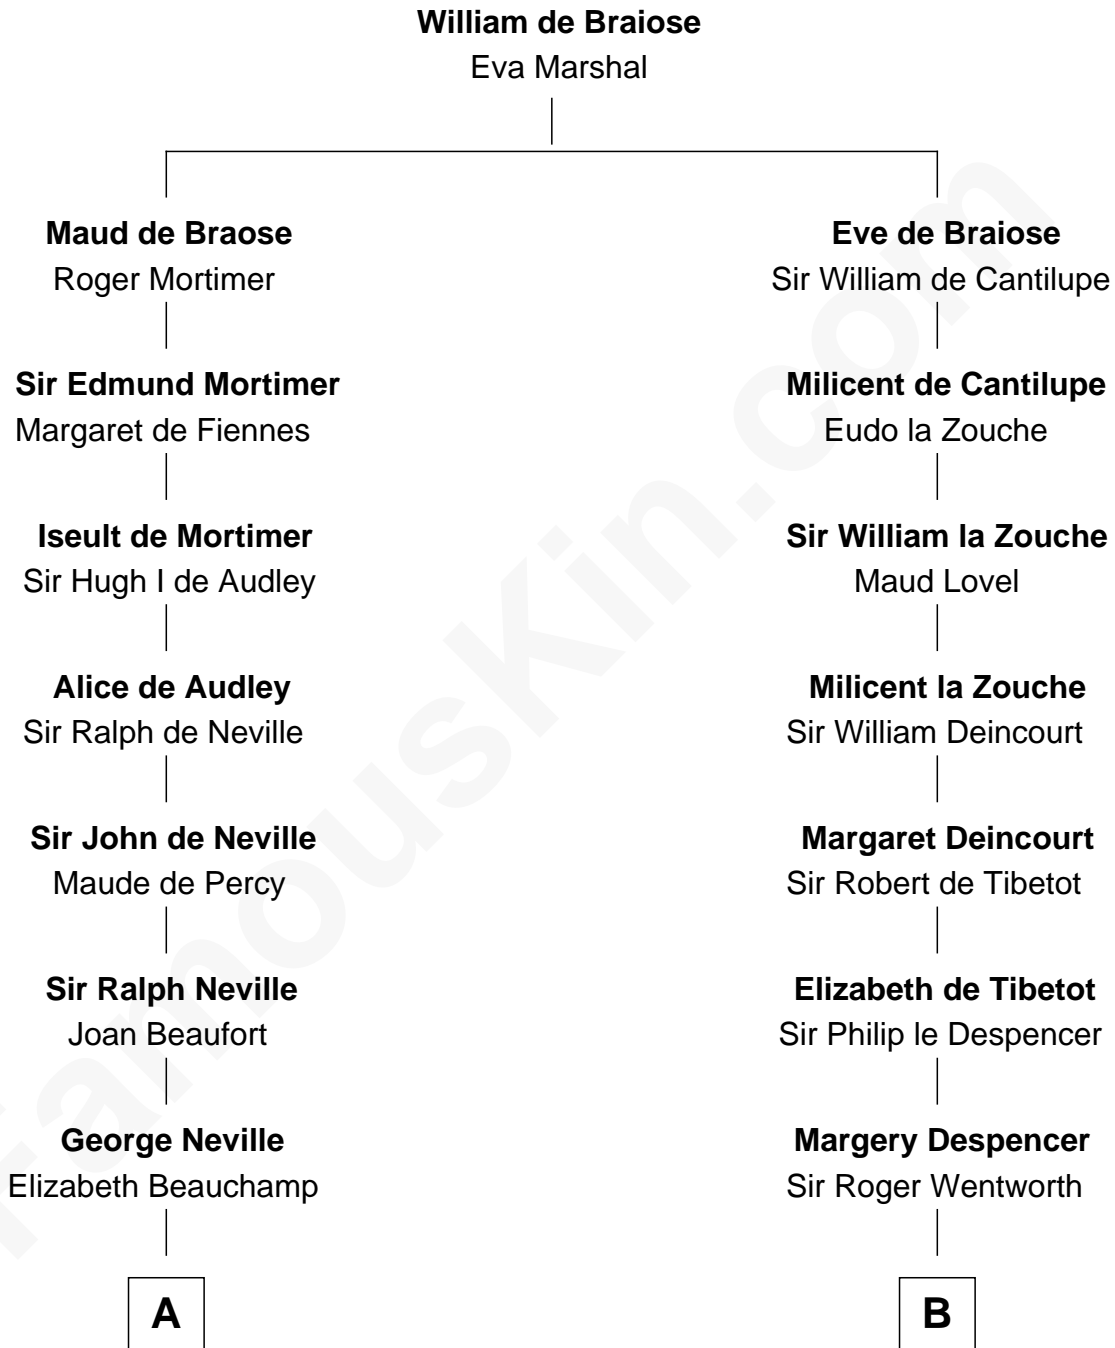 William de Braiose
Eva Marshal
Maud de Braose
Roger Mortimer
Eve de Braiose
Sir William de Cantilupe
Sir Edmund Mortimer
Margaret de Fiennes
Milicent de Cantilupe
Eudo la Zouche
Iseult de Mortimer
Sir Hugh I de Audley
Sir William la Zouche
Maud Lovel
Alice de Audley
Sir Ralph de Neville
Milicent la Zouche
Sir William Deincourt
Sir John de Neville
Maude de Percy
Margaret Deincourt
Sir Robert de Tibetot
Sir Ralph Neville
Joan Beaufort
Elizabeth de Tibetot
Sir Philip le Despencer
George Neville
Elizabeth Beauchamp
Margery Despencer
Sir Roger Wentworth
A
B
FamousKin.com